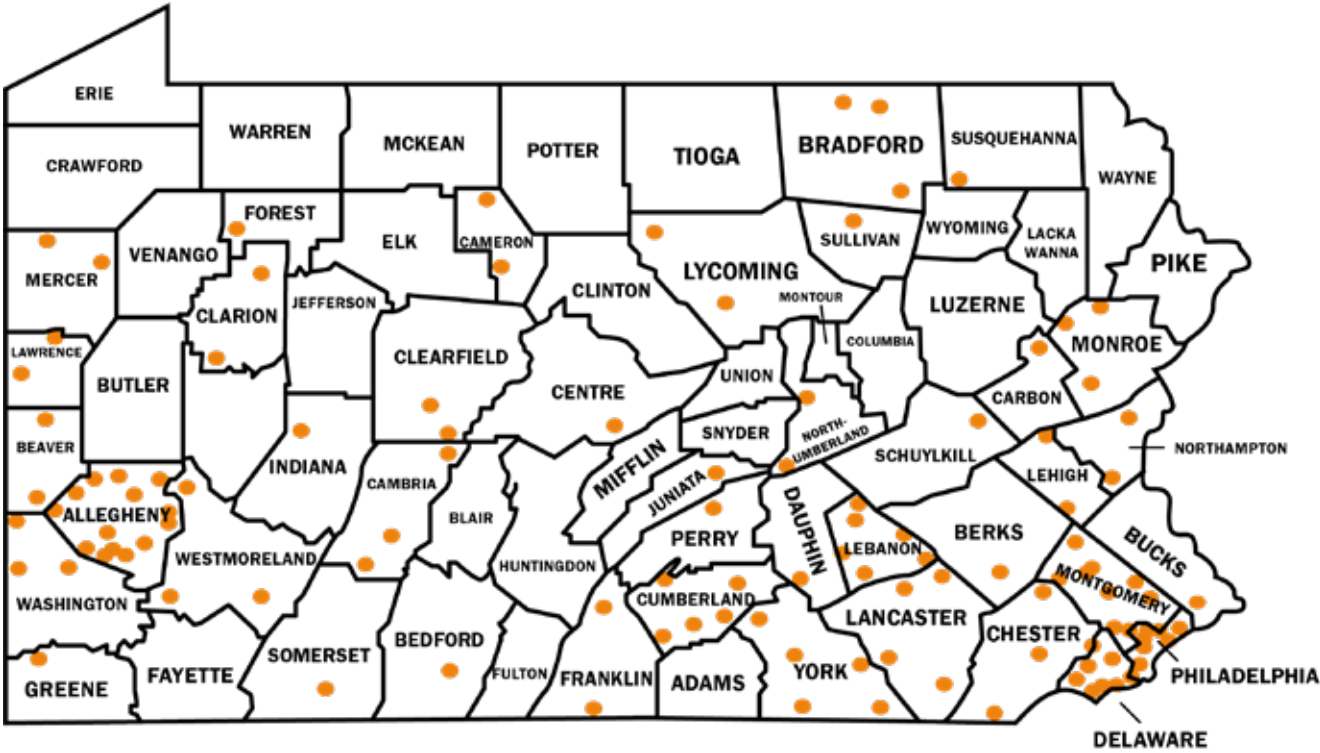 ERIE
WARREN
MCKEAN
POTTER
TIOGA
BRADFORD
SUSQUEHANNA
WAYNE
CRAWFORD
FOREST
ELK
CAMERON
SULLIVAN
WYOMING
LACKA
WANNA
PIKE
MERCER
VENANGO
CLARION
JEFFERSON
CLINTON
LYCOMING
MONTOUR
COLUMBIA
LUZERNE
MONROE
LAWRENCE
BUTLER
CLEARFIELD
CENTRE
UNION
CARBON
BEAVER
INDIANA
CAMBRIA
BLAIR
MIFFLIN
SNYDER
NORTH-
UMBERLAND
SCHUYLKILL
LEHIGH
NORTHAMPTON
ALLEGHENY
WESTMORELAND
HUNTINGDON
JUNIATA
PERRY
DAUPHIN
LEBANON
BERKS
BUCKS
WASHINGTON
CUMBERLAND
LANCASTER
MONTGOMERY
GREENE
FAYETTE
SOMERSET
BEDFORD
FULTON
FRANKLIN
ADAMS
YORK
CHESTER
PHILADELPHIA
DELAWARE